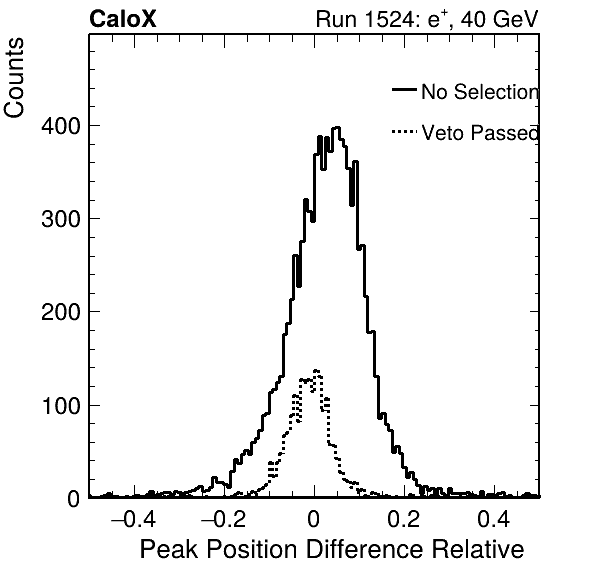 CaloX Run 1524: e+, 40 GeV
Counts
No Selection
Veto Passed
400
300
200
100
0
−0.4 −0.2 0 0.2 0.4
Peak Position Difference Relative